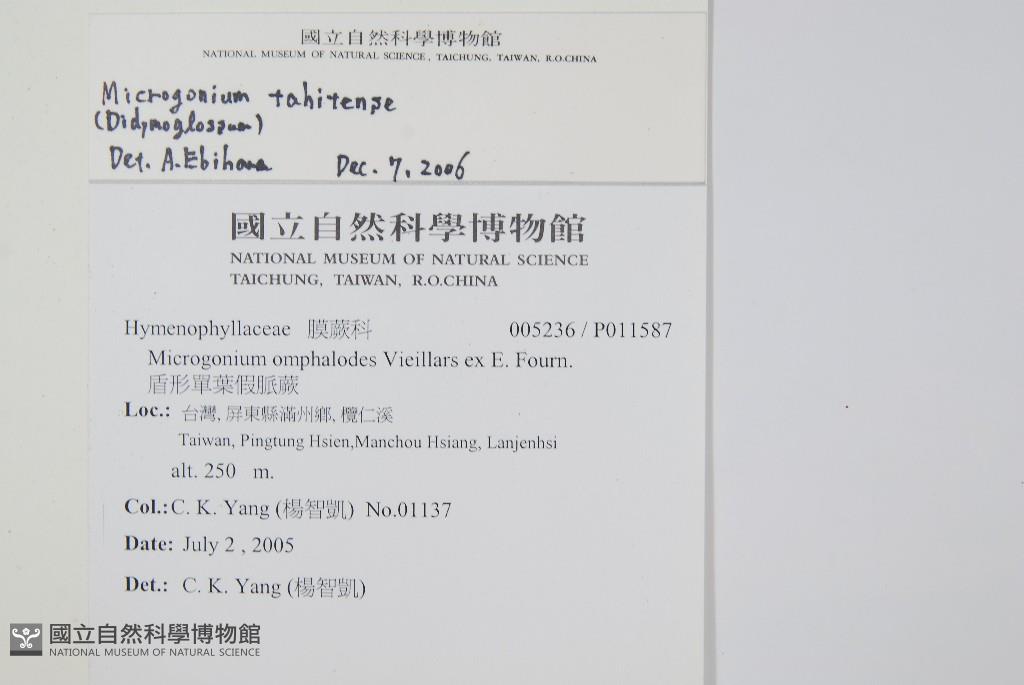 國立自然科學博物館
NATIONAL MUSEUM OF NATURAL SCIENCE, TAICHUNG, TAIWAN, R.O.CHINA
Microgonium tahitense
(Didymoglossum)
Det. A.Ebihara Dec. 7, 2006
國立自然科學博物館
NATIONAL MUSEUM OF NATURAL SCIENCE
TAICHUNG, TAIWAN, R.O.CHINA
Hymenophyllaceae 膜蕨科 005236 / P011587
Microgonium omphalodes Vieillars ex E. Fourn.
盾形單葉假脈蕨
Loc.: 台灣, 屏東縣滿州鄉, 欖仁溪
Taiwan, Pingtung Hsien,Manchou Hsiang, Lanjenhsi
alt. 250 m.
Col.: C. K. Yang (楊智凱) No.01137
Date: July 2 , 2005
Det.: C. K. Yang (楊智凱)
國立自然科學博物館
NATIONAL MUSEUM OF NATURAL SCIENCE